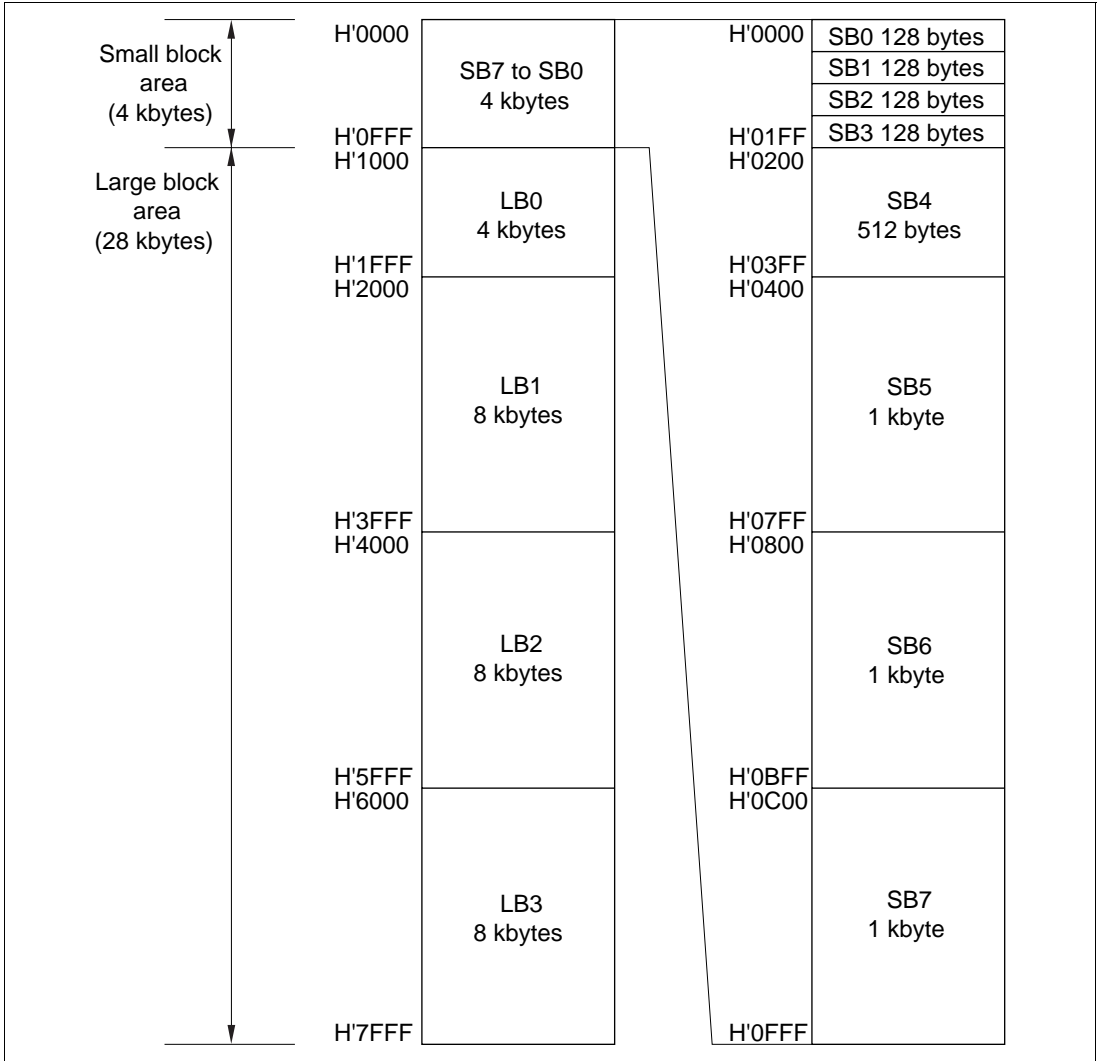 Small block
area
(4 kbytes)
Large block
area
(28 kbytes)
H'0000
SB7 to SB0
4 kbytes
H'0FFF
H'1000
LB0
4 kbytes
H'1FFF
H'2000
LB1
8 kbytes
H'3FFF
H'4000
LB2
8 kbytes
H'5FFF
H'6000
LB3
8 kbytes
H'7FFF
H'0000
SB0 128 bytes
SB1 128 bytes
SB2 128 bytes
SB3 128 bytes
H'01FF
H'0200
SB4
512 bytes
H'03FF
H'0400
SB5
1 kbyte
H'07FF
H'0800
SB6
1 kbyte
H'0BFF
H'0C00
SB7
1 kbyte
H'0FFF